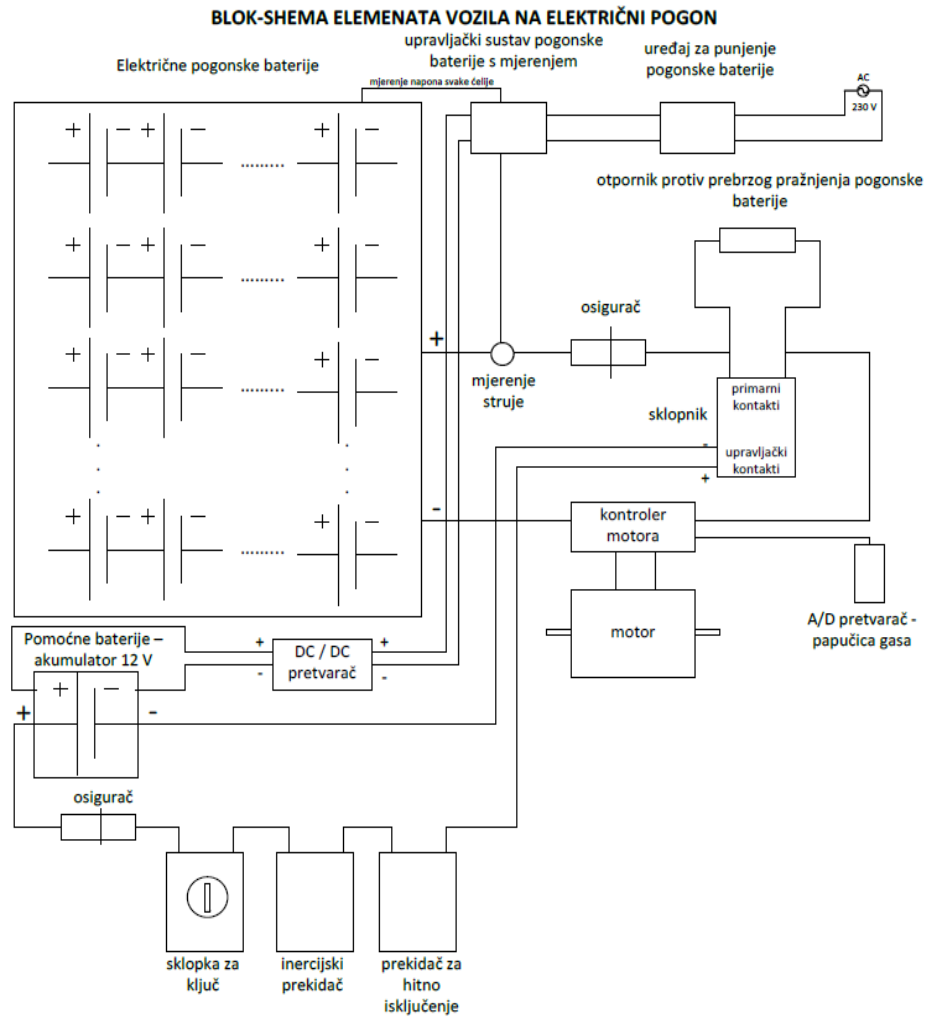 BLOK-SHEMA ELEMENATA VOZILA NA ELEKTRIČNI POGON
Električne pogonske baterije
upravljački sustav pogonske
baterije s mjerenjem
mjerenje napona svake ćelije
uređaj za punjenje
pogonske baterije
AC
230 V
+ − + − ......... + −
+ − + − ......... + −
+ − + − ......... + −
+ − + − ......... + −
otpornik protiv prebrzog pražnjenja pogonske
baterije
osigurač
+
mjerenje
struje
sklopnik
primarni
kontakti
-
upravljački
kontakti
+
-
kontroler
motora
motor
A/D pretvarač -
papučica gasa
Pomoćne baterije –
akumulator 12 V
+ −
+ -
+ +
DC / DC
pretvarač
- -
osigurač
sklopka za
ključ
inercijski
prekidač
prekidač za
hitno
isključenje